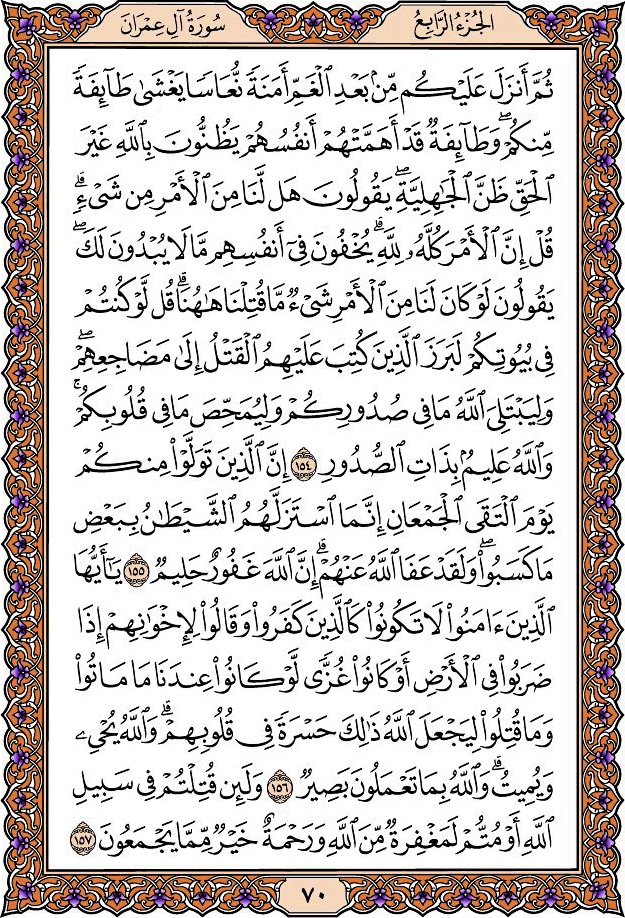 الجُزْءُ الرَّابِعُ
سُورَةُ آلِ عِمْرَانَ
ثُمَّ أَنزَلَ عَلَيْكُم مِّنۢ بَعْدِ ٱلْغَمِّ أَمَنَةً نُّعَاسًا يَغْشَىٰ طَآئِفَةً
مِّنكُمْ ۖ وَطَآئِفَةٌ قَدْ أَهَمَّتْهُمْ أَنفُسُهُمْ يَظُنُّونَ بِٱللَّهِ غَيْرَ
ٱلْحَقِّ ظَنَّ ٱلْجَٰهِلِيَّةِ ۖ يَقُولُونَ هَل لَّنَا مِنَ ٱلْأَمْرِ مِن شَىْءٍ ۗ
قُلْ إِنَّ ٱلْأَمْرَ كُلَّهُۥ لِلَّهِ ۗ يُخْفُونَ فِىٓ أَنفُسِهِم مَّا لَا يُبْدُونَ لَكَ ۖ
يَقُولُونَ لَوْ كَانَ لَنَا مِنَ ٱلْأَمْرِ شَىْءٌ مَّا قُتِلْنَا هَٰهُنَا ۗ قُل لَّوْ كُنتُمْ
فِى بُيُوتِكُمْ لَبَرَزَ ٱلَّذِينَ كُتِبَ عَلَيْهِمُ ٱلْقَتْلُ إِلَىٰ مَضَاجِعِهِمْ ۖ
وَلِيَبْتَلِىَ ٱللَّهُ مَا فِى صُدُورِكُمْ وَلِيُمَحِّصَ مَا فِى قُلُوبِكُمْ ۗ
وَٱللَّهُ عَلِيمٌۢ بِذَاتِ ٱلصُّدُورِ ١٥٤ إِنَّ ٱلَّذِينَ تَوَلَّوْا۟ مِنكُمْ
يَوْمَ ٱلْتَقَى ٱلْجَمْعَانِ إِنَّمَا ٱسْتَزَلَّهُمُ ٱلشَّيْطَٰنُ بِبَعْضِ
مَا كَسَبُوا۟ ۖ وَلَقَدْ عَفَا ٱللَّهُ عَنْهُمْ ۗ إِنَّ ٱللَّهَ غَفُورٌ حَلِيمٌ ١٥٥ يَٰٓأَيُّهَا
ٱلَّذِينَ ءَامَنُوا۟ لَا تَكُونُوا۟ كَٱلَّذِينَ كَفَرُوا۟ وَقَالُوا۟ لِإِخْوَٰنِهِمْ إِذَا
ضَرَبُوا۟ فِى ٱلْأَرْضِ أَوْ كَانُوا۟ غُزًّى لَّوْ كَانُوا۟ عِندَنَا مَا مَاتُوا۟
وَمَا قُتِلُوا۟ لِيَجْعَلَ ٱللَّهُ ذَٰلِكَ حَسْرَةً فِى قُلُوبِهِمْ ۗ وَٱللَّهُ يُحْىِۦ
وَيُمِيتُ ۗ وَٱللَّهُ بِمَا تَعْمَلُونَ بَصِيرٌ ١٥٦ وَلَئِن قُتِلْتُمْ فِى سَبِيلِ
ٱللَّهِ أَوْ مُتُّمْ لَمَغْفِرَةٌ مِّنَ ٱللَّهِ وَرَحْمَةٌ خَيْرٌ مِّمَّا يَجْمَعُونَ ١٥٧
٧٠